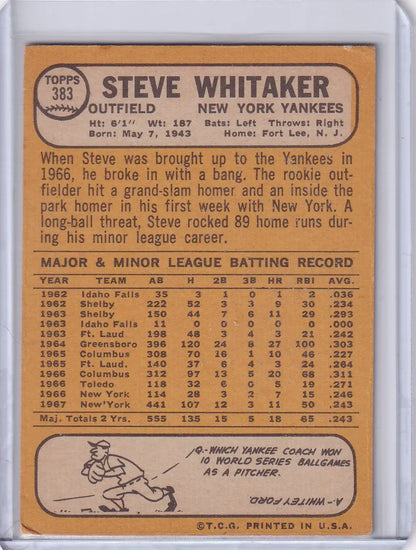 TOPPS
383
STEVE WHITAKER
OUTFIELD NEW YORK YANKEES
Ht: 6'1" Wt: 187 Bats: Left Throws: Right
Born: May 7, 1943 Home: Fort Lee, N. J.
When Steve was brought up to the Yankees in
1966, he broke in with a bang. The rookie out-
fielder hit a grand-slam homer and an inside the
park homer in his first week with New York. A
long-ball threat, Steve rocked 89 home runs dur-
ing his minor league career.
MAJOR & MINOR LEAGUE BATTING RECORD
YEAR TEAM AB H 2B 3B HR RBI AVG.
1962 Idaho Falls 35 3 1 0 1 2 .036
1962 Shelby 222 52 3 3 9 30 .234
1963 Shelby 150 44 7 6 11 29 .293
1963 Idaho Falls 11 0 0 0 0 0 .000
1963 Ft. Laud. 198 48 3 4 3 21 .242
1964 Greensboro 396 120 24 8 27 100 .303
1965 Columbus 308 70 16 1 10 46 .227
1965 Ft. Laud. 140 37 6 4 3 24 .264
1966 Columbus 312 97 13 5 20 68 .311
1966 Toledo 118 32 6 0 5 19 .271
1966 New York 114 28 3 2 7 15 .246
1967 New York 441 107 12 3 11 50 .243
Maj. Totals 2 Yrs. 555 135 15 5 18 65 .243
Q.-WHICH YANKEE COACH WON
10 WORLD SERIES BALLGAMES
AS A PITCHER.
A-WHITEY FORD.
©T.C.G. PRINTED IN U.S.A.